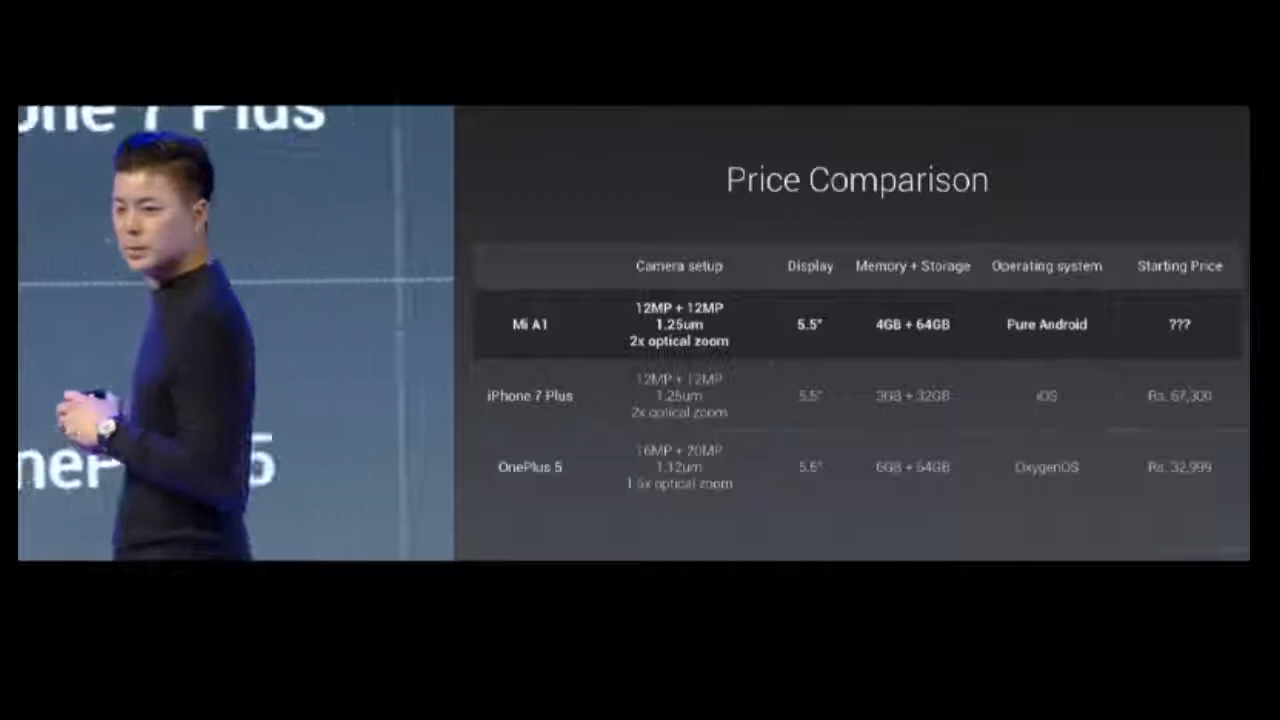 one 7 Plus
neP 5
Price Comparison
Camera setup Display Memory + Storage Operating system Starting Price
12MP + 12MP
Mi A1 1.25um 5.5" 4GB + 64GB Pure Android ???
2x optical zoom
12MP + 12MP
iPhone 7 Plus 1.25um 5.5" 3GB + 32GB iOS Rs. 67,300
2x optical zoom
16MP + 20MP
OnePlus 5 1.12um 5.5" 6GB + 64GB OxygenOS Rs. 32,999
1.6x optical zoom